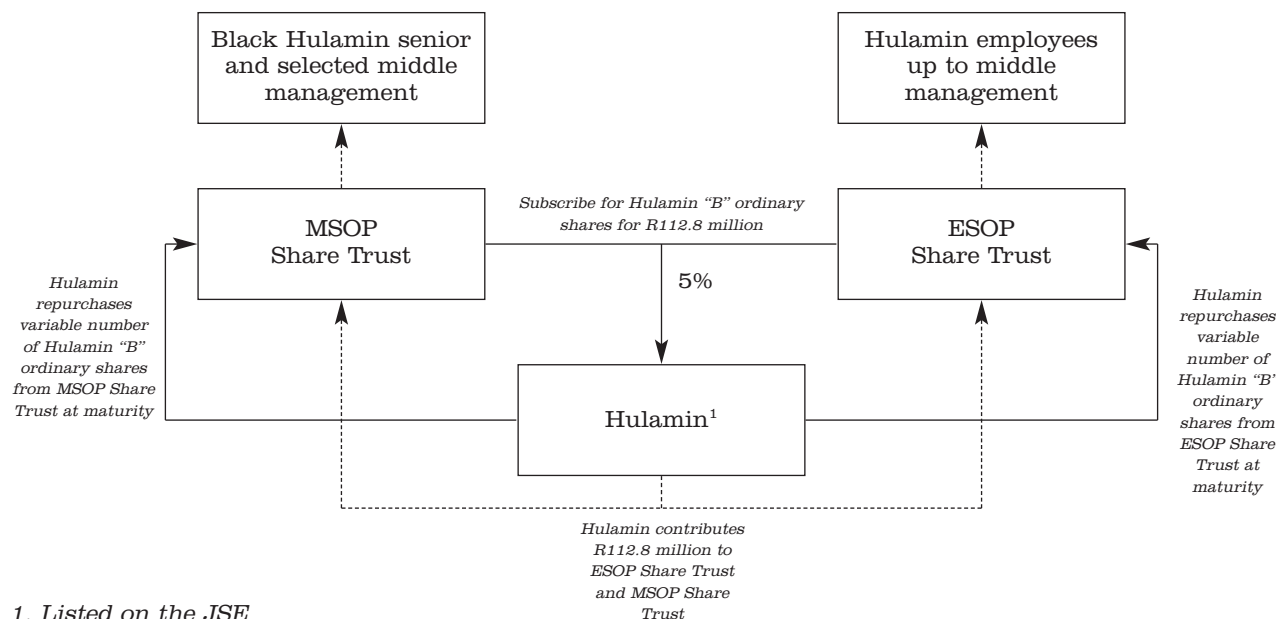 Black Hulamin senior
and selected middle
management
Hulamin employees
up to middle
management
MSOP
Share Trust
Subscribe for Hulamin “B” ordinary
shares for R112.8 million
ESOP
Share Trust
5%
Hulamin
repurchases
variable number
of Hulamin “B”
ordinary shares
from MSOP Share
Trust at maturity
Hulamin
repurchases
variable
number of
Hulamin “B’
ordinary
shares from
ESOP Share
Trust at
maturity
Hulamin¹
Hulamin contributes
R112.8 million to
ESOP Share Trust
and MSOP Share
Trust
1. Listed on the JSE